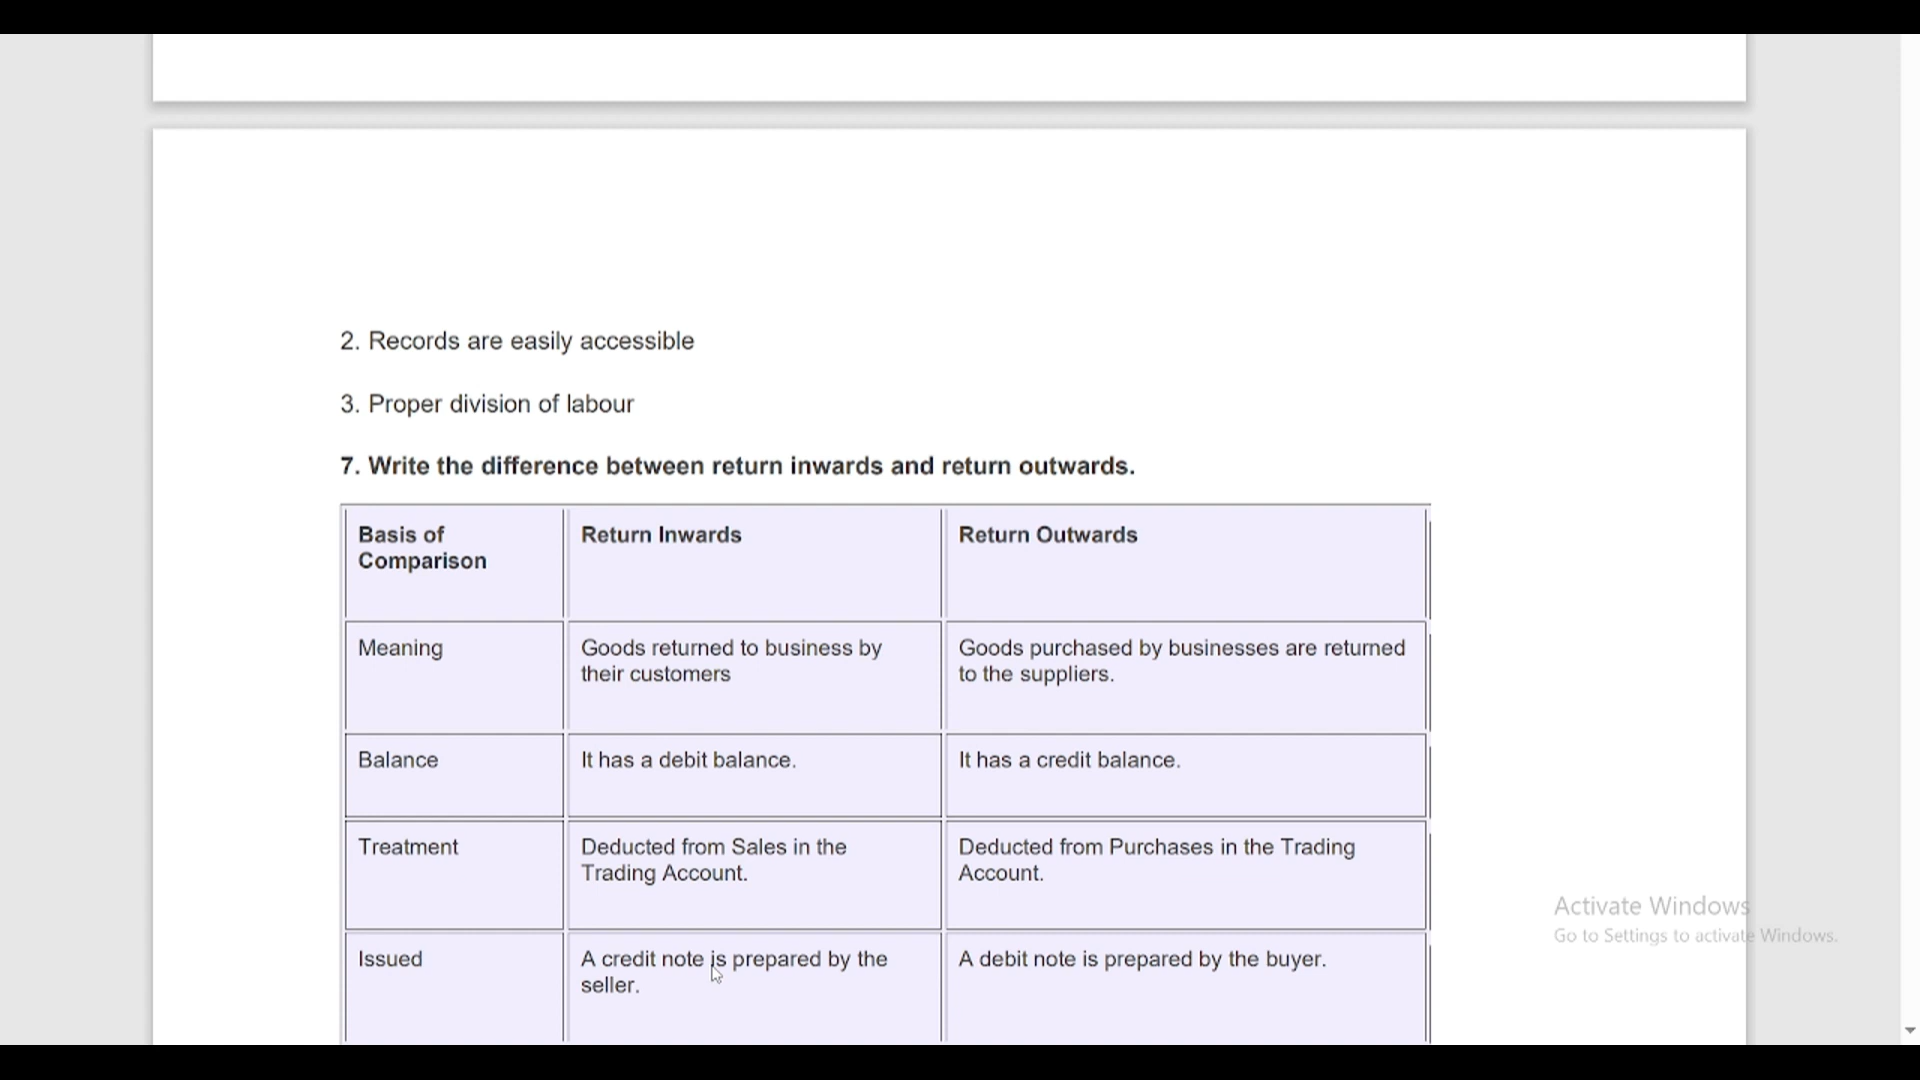 2. Records are easily accessible
3. Proper division of labour
7. Write the difference between return inwards and return outwards.
Basis of
Comparison
Return Inwards
Return Outwards
Meaning
Goods returned to business by
their customers
Goods purchased by businesses are returned
to the suppliers.
Balance
It has a debit balance.
It has a credit balance.
Treatment
Deducted from Sales in the
Trading Account.
Deducted from Purchases in the Trading
Account.
Issued
A credit note is prepared by the
seller.
A debit note is prepared by the buyer.
Activate Windows
Go to Settings to activate Windows.